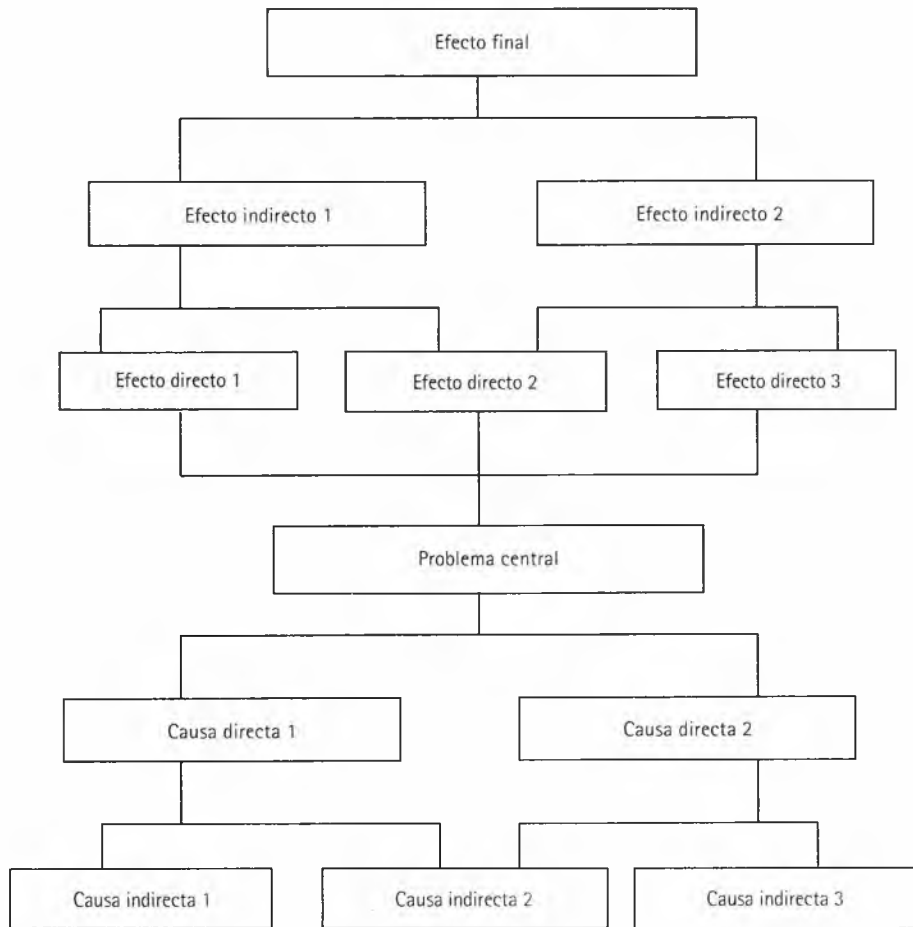 Efecto final
Efecto indirecto 1
Efecto indirecto 2
Efecto directo 1
Efecto directo 2
Efecto directo 3
Problema central
Causa directa 1
Causa directa 2
Causa indirecta 1
Causa indirecta 2
Causa indirecta 3